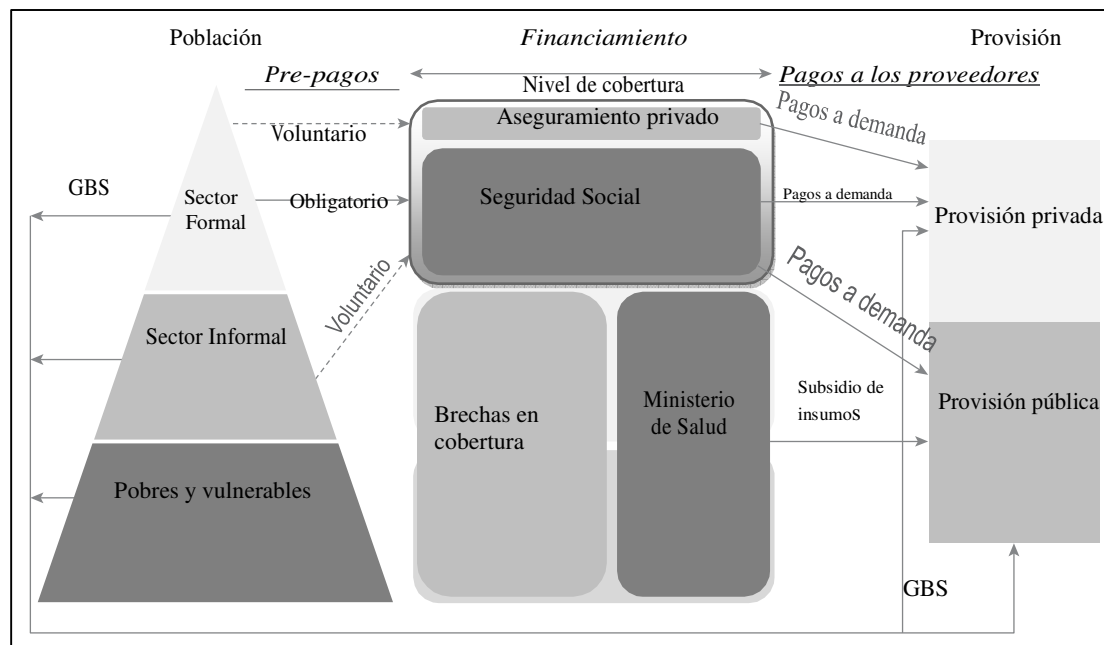 Población
Financiamiento
Provisión
Pre-pagos
Pagos a los proveedores
Nivel de cobertura
Pagos a demanda
Aseguramiento privado
Voluntario
GBS
Sector
Formal
Obligatorio
Seguridad Social
Pagos a demanda
Provisión privada
Voluntario
Pagos a demanda
Sector Informal
Brechas en
cobertura
Ministerio
de Salud
Subsidio de
insumoS
Provisión pública
Pobres y vulnerables
GBS